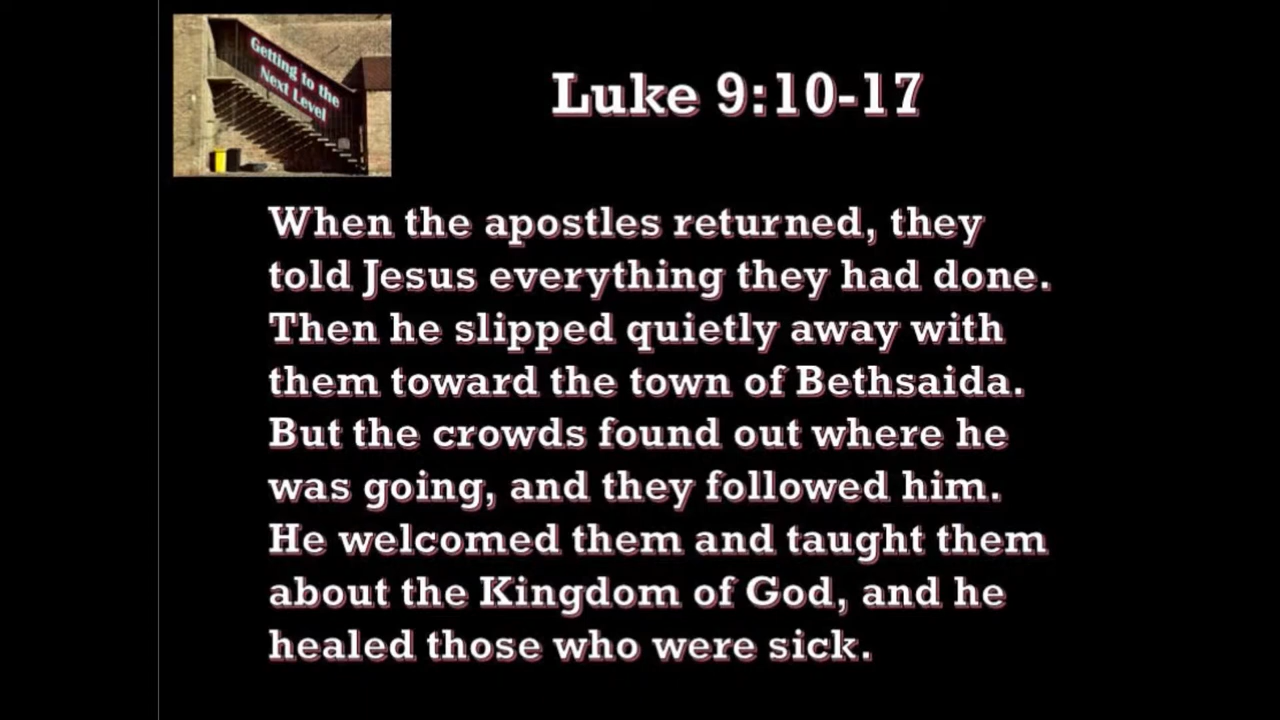 Getting to the
Next Level
Luke 9:10-17
When the apostles returned, they
told Jesus everything they had done.
Then he slipped quietly away with
them toward the town of Bethsaida.
But the crowds found out where he
was going, and they followed him.
He welcomed them and taught them
about the Kingdom of God, and he
healed those who were sick.